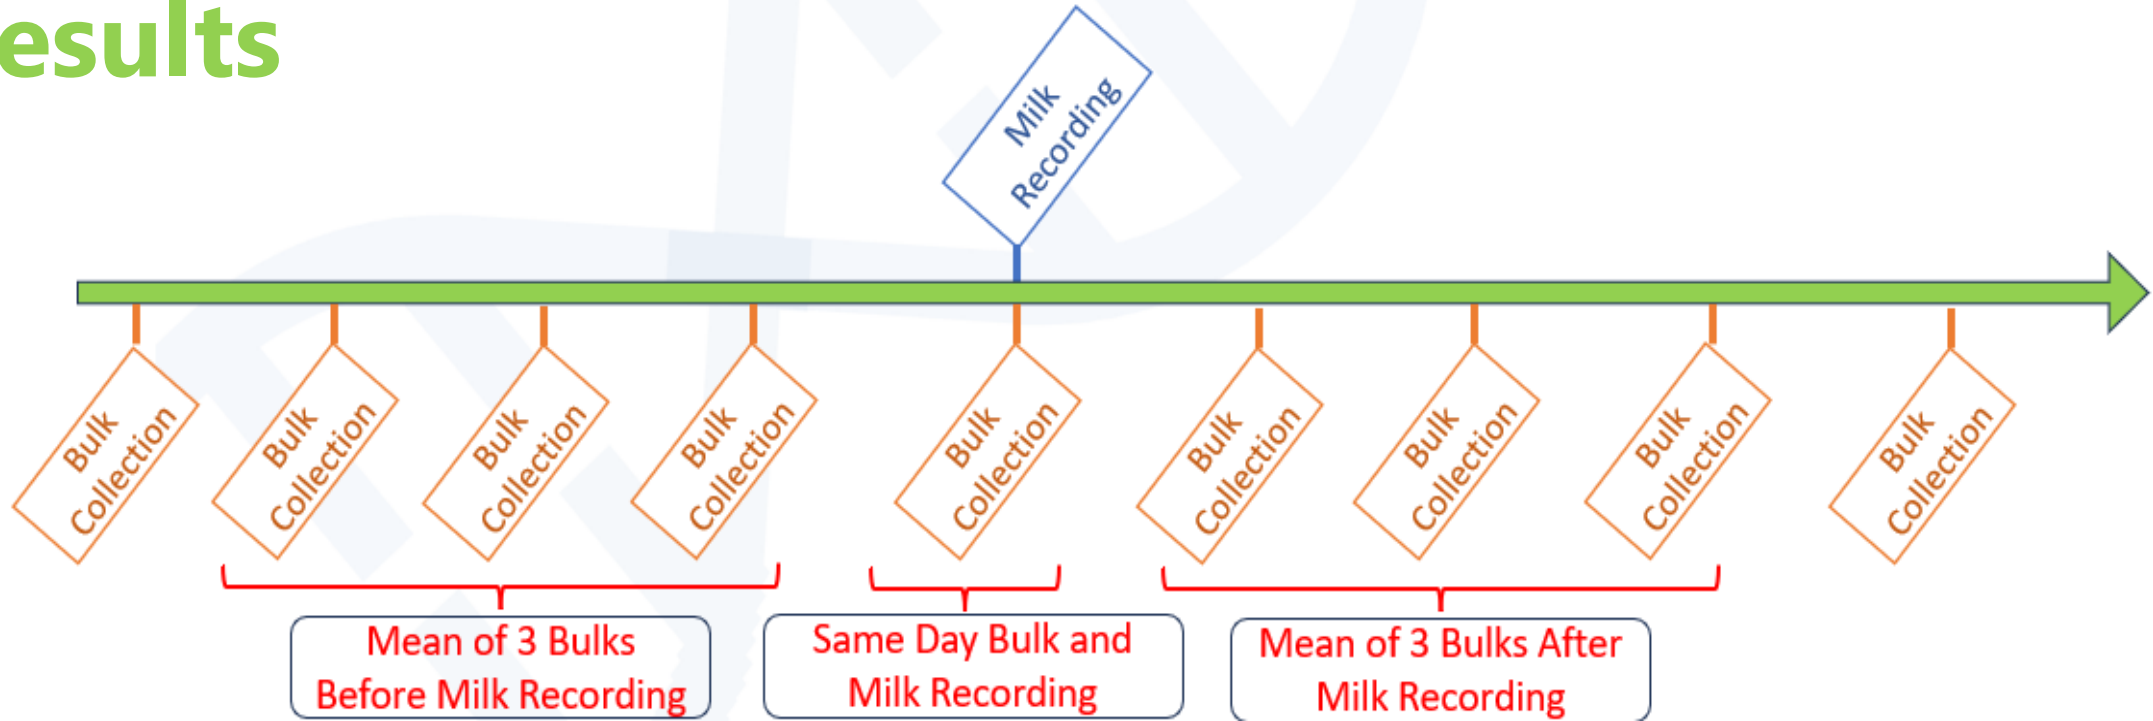 esults
Milk
Recording
Bulk
Collection
Bulk
Collection
Bulk
Collection
Bulk
Collection
Bulk
Collection
Bulk
Collection
Bulk
Collection
Bulk
Collection
Bulk
Collection
Mean of 3 Bulks
Before Milk Recording
Same Day Bulk and
Milk Recording
Mean of 3 Bulks After
Milk Recording